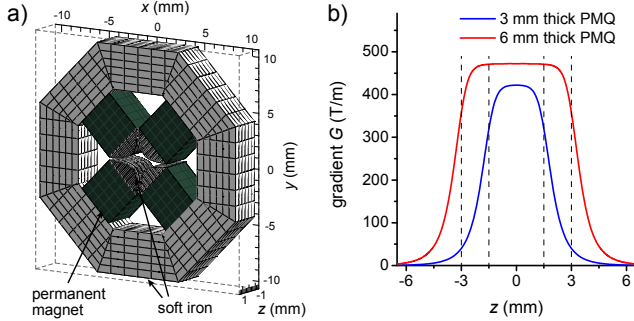 a)
x (mm)
-10 0 10
10
5
0
-5
-10
y (mm)
1 -1
z (mm)
permanent
magnet
soft iron
b)
3 mm thick PMQ
6 mm thick PMQ
gradient G (T/m)
500
400
300
200
100
0
-6 -3 0 3 6
z (mm)